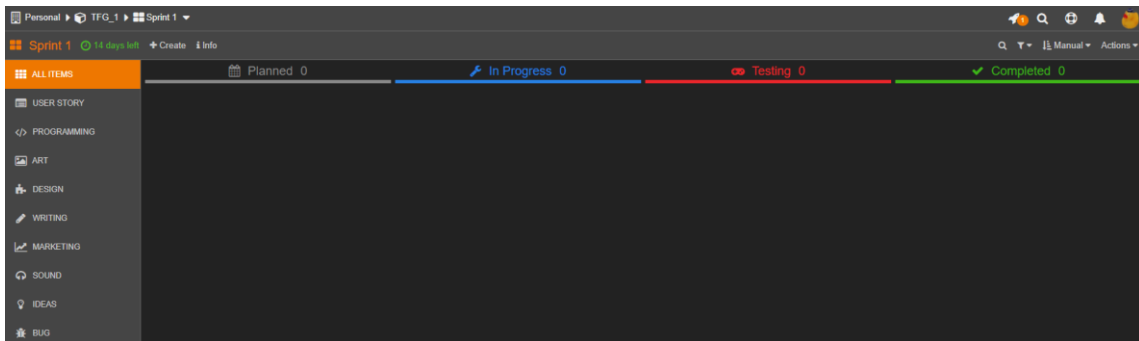 Personal TFG_1 Sprint 1
1
Sprint 1 14 days left Create Info
Manual Actions
ALL ITEMS
Planned 0
In Progress 0
Testing 0
Completed 0
USER STORY
PROGRAMMING
ART
DESIGN
WRITING
MARKETING
SOUND
IDEAS
BUG